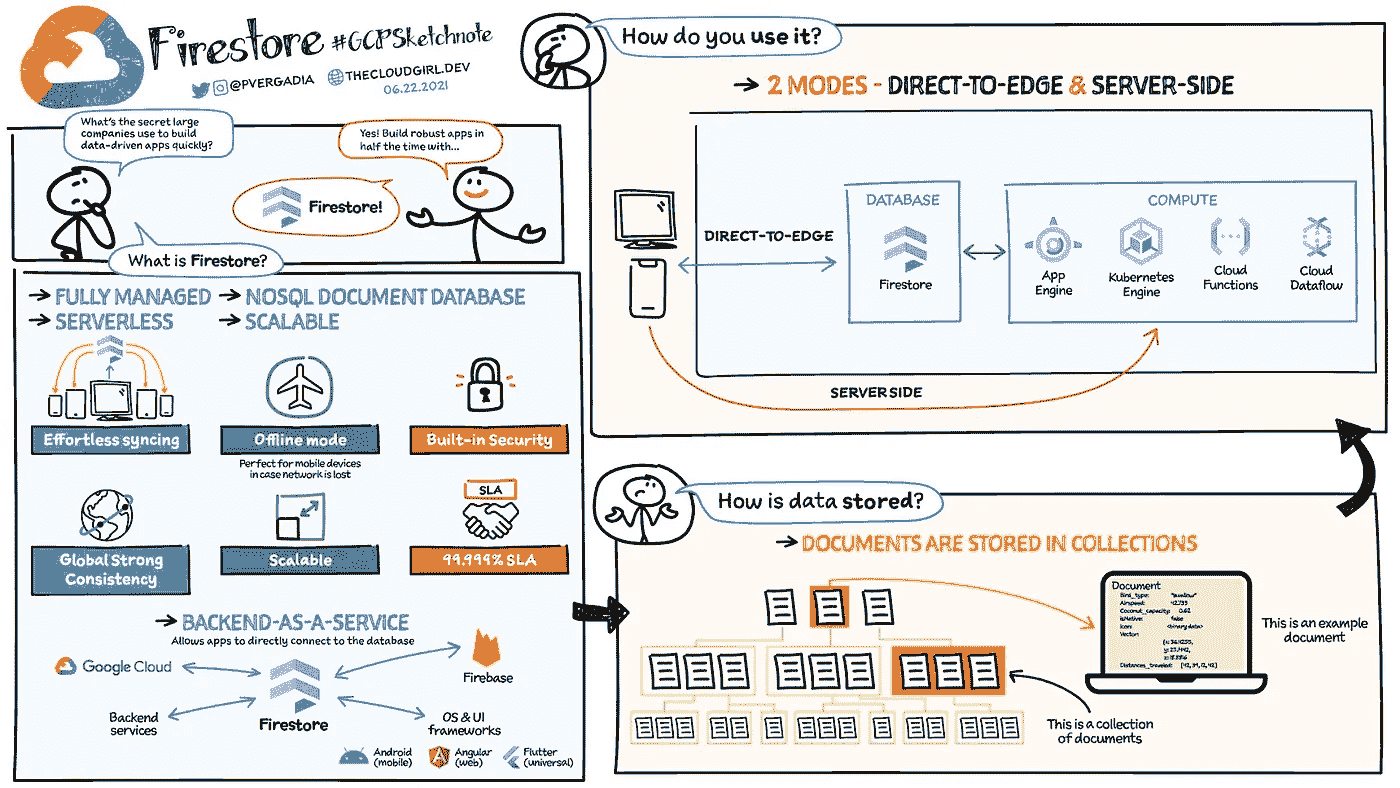 Firestore #GCPSketchnote
@PVERGADIA
THECLOUDGIRL.DEV
06.22.2021
What's the secret large
companies use to build
data-driven apps quickly?
Yes! Build robust apps in
half the time with...
Firestore!
What is Firestore?
→ FULLY MANAGED → NOSQL DOCUMENT DATABASE
→ SERVERLESS → SCALABLE
Effortless syncing
Offline mode
Perfect for mobile devices
in case network is lost
Built-in Security
Global Strong
Consistency
Scalable
SLA
99.999% SLA
→ BACKEND-AS-A-SERVICE
Allows apps to directly connect to the database
Google Cloud
Firebase
Firestore
Backend
services
OS & UI
frameworks
Android
(mobile)
Angular
(web)
Flutter
(universal)
How do you use it?
→ 2 MODES - DIRECT-TO-EDGE & SERVER-SIDE
DIRECT-TO-EDGE
DATABASE
Firestore
COMPUTE
App
Engine
Kubernetes
Engine
Cloud
Functions
Cloud
Dataflow
SERVER SIDE
How is data stored?
→ DOCUMENTS ARE STORED IN COLLECTIONS
Document
Bird_type: "swallow"
Airspeed: 42.733
Coconut_capacity: 0.62
isNative: false
Icon: <binary data>
Vector:
Distances_traveled: [42, 39, 12, 42]
This is an example
document
This is a collection
of documents